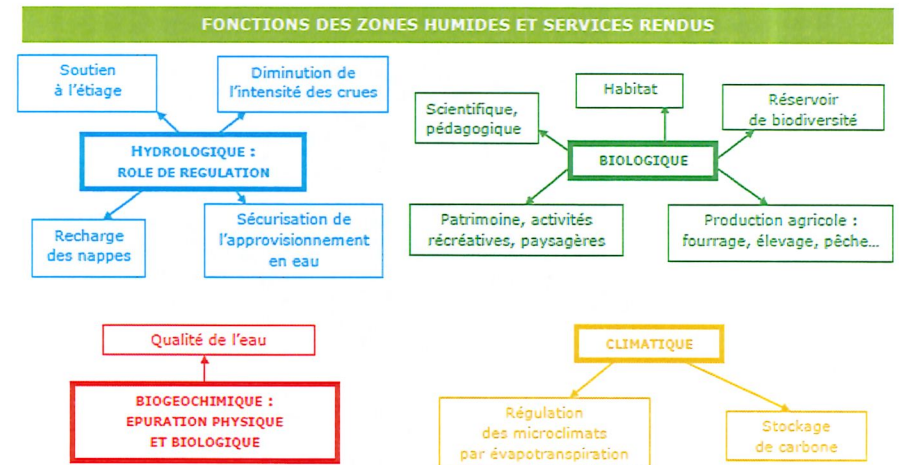 FONCTIONS DES ZONES HUMIDES ET SERVICES RENDUS
Soutien
à l'étiage
Diminution de
l'intensité des crues
HYDROLOGIQUE :
ROLE DE REGULATION
Recharge
des nappes
Sécurisation de
l'approvisionnement
en eau
Scientifique,
pédagogique
Habitat
Réservoir
de biodiversité
BIOLOGIQUE
Patrimoine, activités
récréatives, paysagères
Production agricole :
fourrage, élevage, pêche…
Qualité de l'eau
BIOGEOCHIMIQUE :
EPURATION PHYSIQUE
ET BIOLOGIQUE
CLIMATIQUE
Régulation
des microclimats
par évapotranspiration
Stockage
de carbone